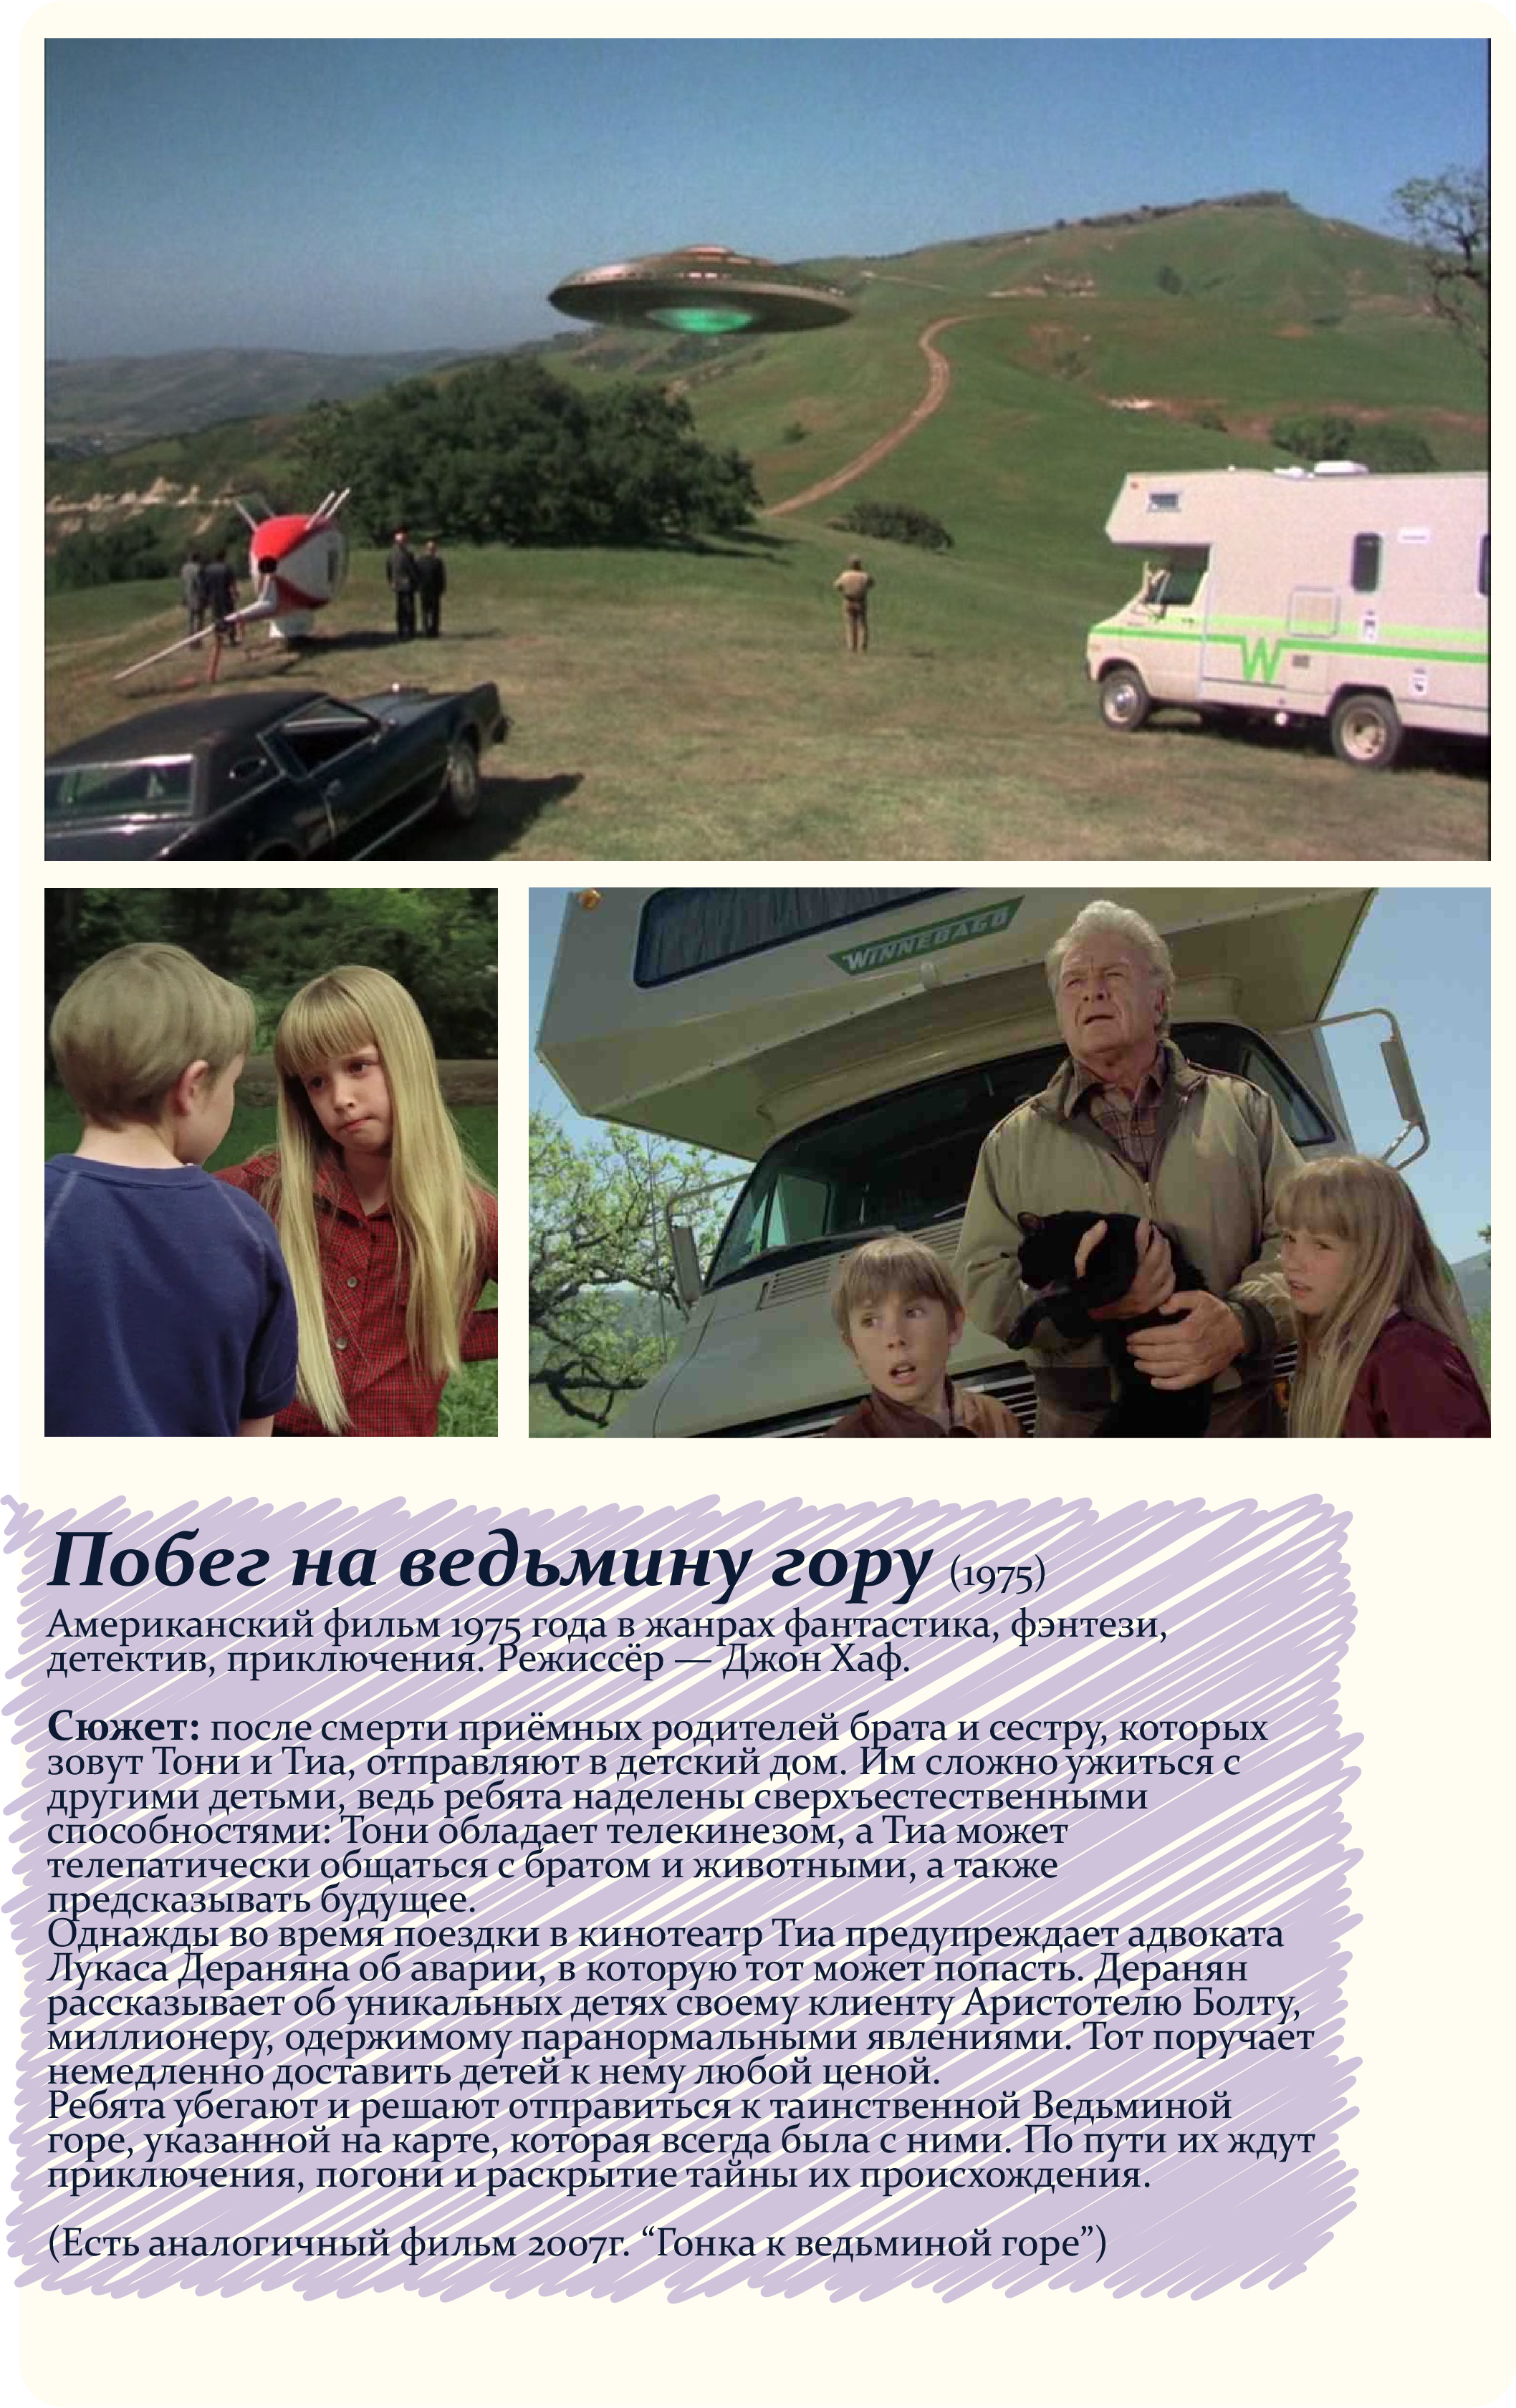 W
WINNEBAGO
Побег на ведьмину гору (1975)
Американский фильм 1975 года в жанрах фантастика, фэнтези,
детектив, приключения. Режиссёр — Джон Хаф.
Сюжет: после смерти приёмных родителей брата и сестру, которых
зовут Тони и Тиа, отправляют в детский дом. Им сложно ужиться с
другими детьми, ведь ребята наделены сверхъестественными
способностями: Тони обладает телекинезом, а Тиа может
телепатически общаться с братом и животными, а также
предсказывать будущее.
Однажды во время поездки в кинотеатр Тиа предупреждает адвоката
Лукаса Дераняна об аварии, в которую тот может попасть. Деранян
рассказывает об уникальных детях своему клиенту Аристотелю Болту,
миллионеру, одержимому паранормальными явлениями. Тот поручает
немедленно доставить детей к нему любой ценой.
Ребята убегают и решают отправиться к таинственной Ведьминой
горе, указанной на карте, которая всегда была с ними. По пути их ждут
приключения, погони и раскрытие тайны их происхождения.
(Есть аналогичный фильм 2007г. “Гонка к ведьминой горе”)